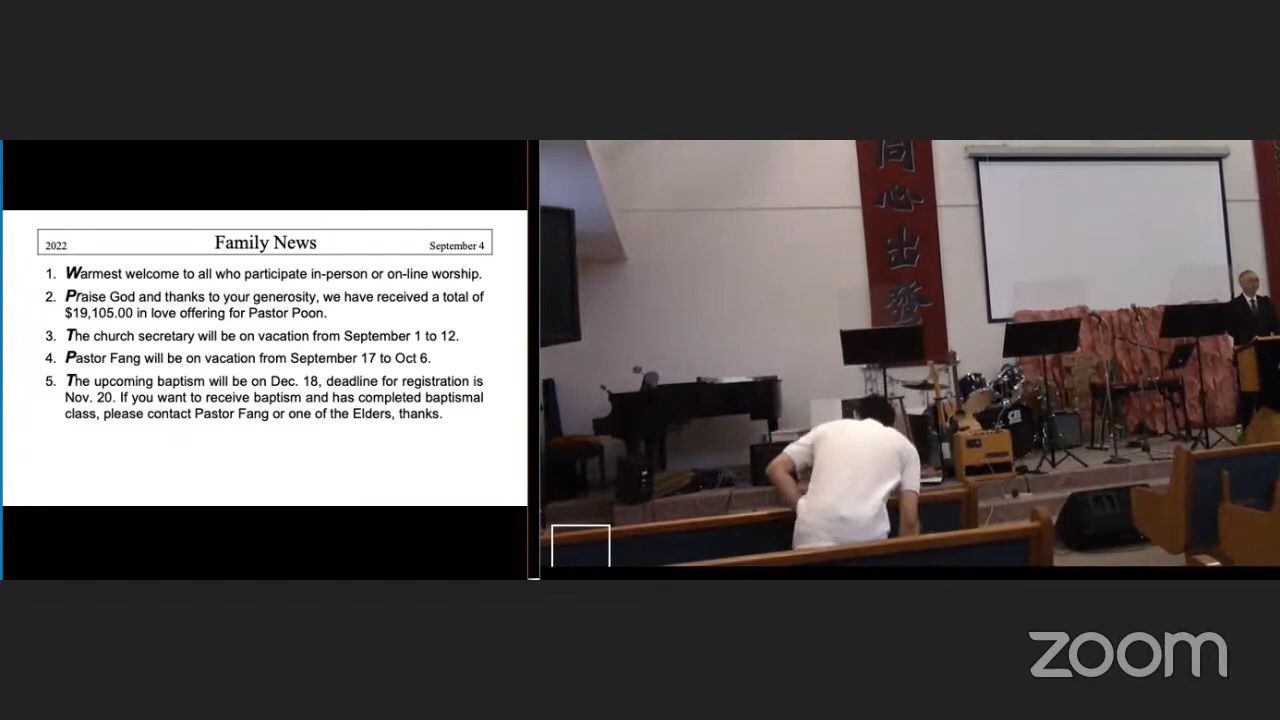 2022 Family News September 4
1. Warmest welcome to all who participate in-person or on-line worship.
2. Praise God and thanks to your generosity, we have received a total of
$19,105.00 in love offering for Pastor Poon.
3. The church secretary will be on vacation from September 1 to 12.
4. Pastor Fang will be on vacation from September 17 to Oct 6.
5. The upcoming baptism will be on Dec. 18, deadline for registration is
Nov. 20. If you want to receive baptism and has completed baptismal
class, please contact Pastor Fang or one of the Elders, thanks.
同心出發
zoom